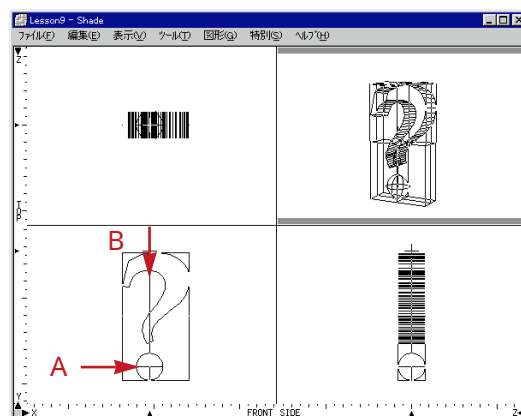 Lesson9 - Shade
ファイル(F) 編集(E) 表示(V) ツール(T) 図形(G) 特別(S) ヘルプ(H)
Z
TOP
B
?
A
Y
X FRONT SIDE Z